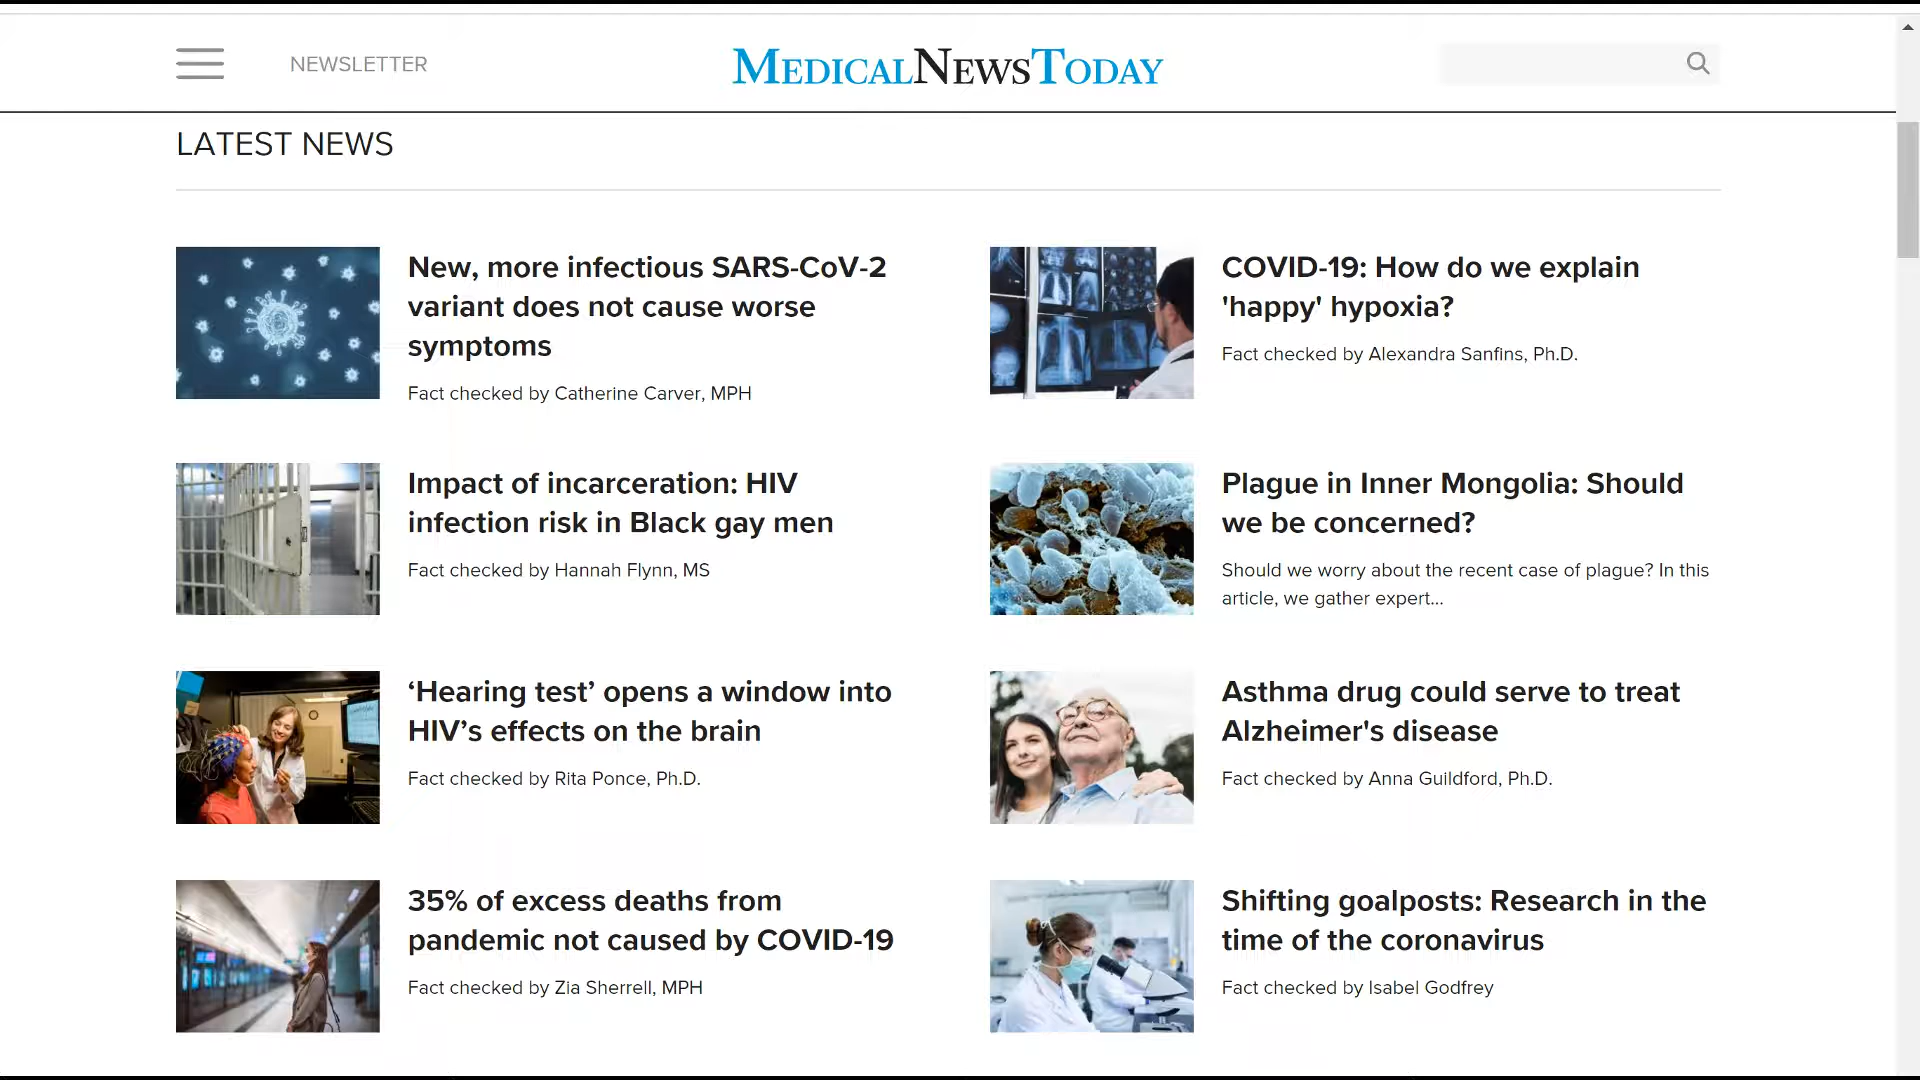 NEWSLETTER
MEDICALNEWSTODAY
LATEST NEWS
New, more infectious SARS-CoV-2
variant does not cause worse
symptoms
Fact checked by Catherine Carver, MPH
COVID-19: How do we explain
'happy' hypoxia?
Fact checked by Alexandra Sanfins, Ph.D.
Impact of incarceration: HIV
infection risk in Black gay men
Fact checked by Hannah Flynn, MS
Plague in Inner Mongolia: Should
we be concerned?
Should we worry about the recent case of plague? In this
article, we gather expert...
‘Hearing test’ opens a window into
HIV’s effects on the brain
Fact checked by Rita Ponce, Ph.D.
Asthma drug could serve to treat
Alzheimer's disease
Fact checked by Anna Guildford, Ph.D.
35% of excess deaths from
pandemic not caused by COVID-19
Fact checked by Zia Sherrell, MPH
Shifting goalposts: Research in the
time of the coronavirus
Fact checked by Isabel Godfrey